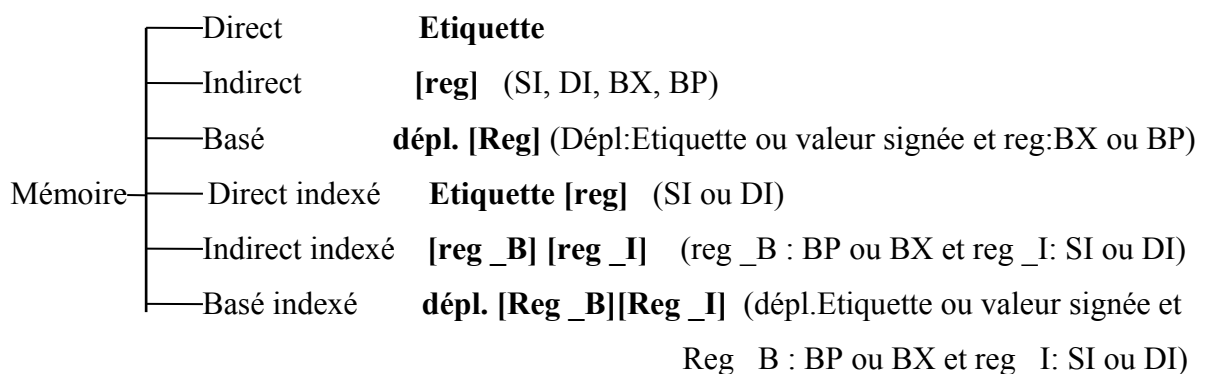 Direct Etiquette
Indirect [reg] (SI, DI, BX, BP)
Basé dépl. [Reg] (Dépl:Etiquette ou valeur signée et reg:BX ou BP)
Mémoire Direct indexé Etiquette [reg] (SI ou DI)
Indirect indexé [reg _B] [reg _I] (reg _B : BP ou BX et reg _I: SI ou DI)
Basé indexé dépl. [Reg _B][Reg _I] (dépl.Etiquette ou valeur signée et
Reg _B : BP ou BX et reg _I: SI ou DI)